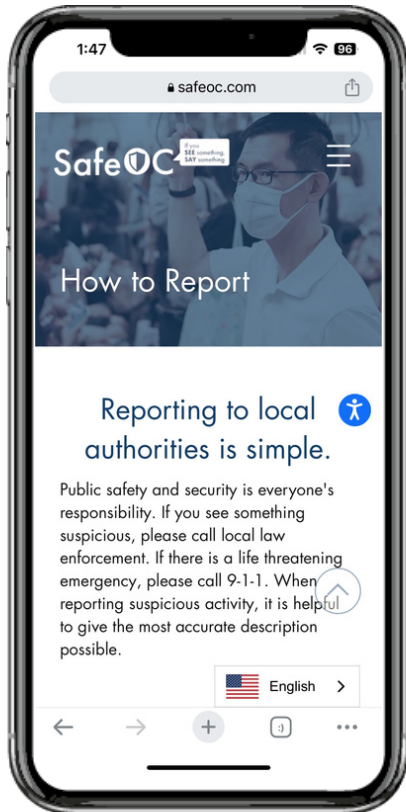 1:47
96
safeoc.com
SafeOC
If you
SEE something,
SAY something
How to Report
Reporting to local
authorities is simple.
Public safety and security is everyone's
responsibility. If you see something
suspicious, please call local law
enforcement. If there is a life threatening
emergency, please call 9-1-1. When
reporting suspicious activity, it is helpful
to give the most accurate description
possible.
English
:)